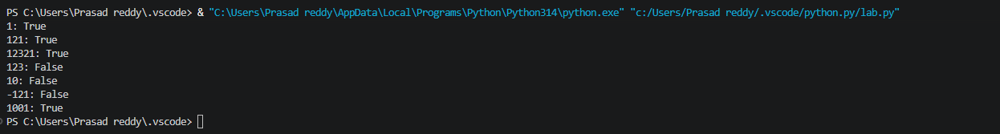 PS C:\Users\Prasad reddy\.vscode> & "C:\Users\Prasad reddy\AppData\Local\Programs\Python\Python314\python.exe" "c:/Users/Prasad reddy/.vscode/python.py/lab.py"
1: True
121: True
12321: True
123: False
10: False
-121: False
1001: True
PS C:\Users\Prasad reddy\.vscode>